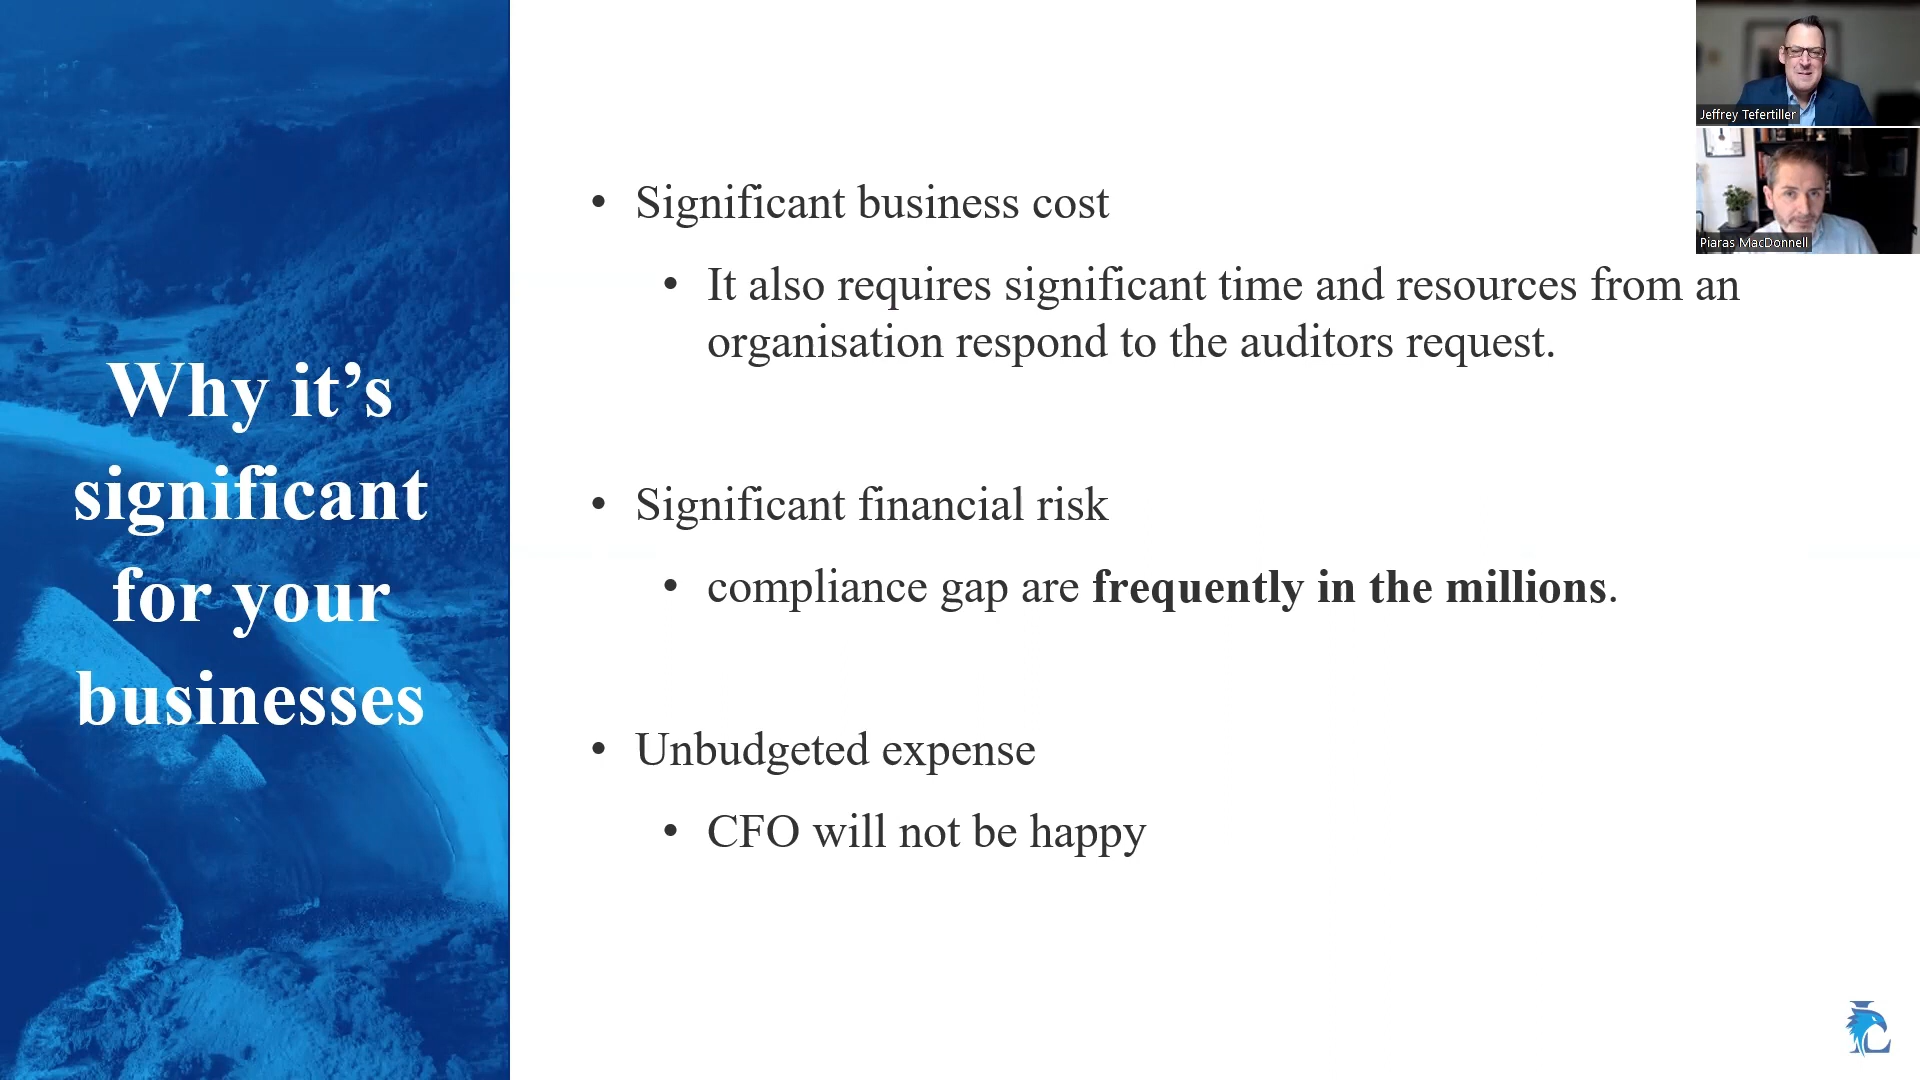 Why it’s
significant
for your
businesses
• Significant business cost
• It also requires significant time and resources from an
organisation respond to the auditors request.
• Significant financial risk
• compliance gap are frequently in the millions.
• Unbudgeted expense
• CFO will not be happy
Jeffrey Tefertiller
Piaras MacDonnell